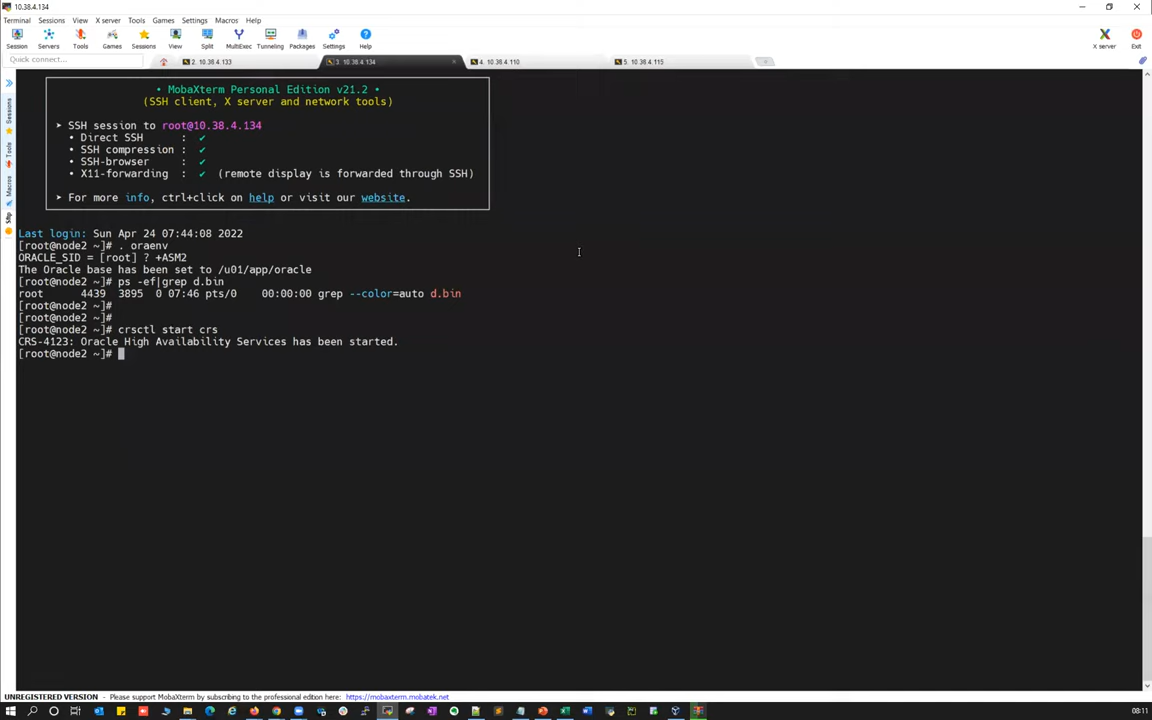 10.38.4.134
Terminal Sessions View X server Tools Games Settings Macros Help
Session Servers Tools Games Sessions View Split MultiExec Tunneling Packages Settings Help X server Exit
Quick connect... 2. 10.38.4.133 3. 10.38.4.134 4. 10.38.4.110 5. 10.38.4.115
Sessions
Tools
Macros
Sftp
• MobaXterm Personal Edition v21.2 •
(SSH client, X server and network tools)
➤ SSH session to root@10.38.4.134
• Direct SSH : ✔
• SSH compression : ✔
• SSH-browser : ✔
• X11-forwarding : ✔ (remote display is forwarded through SSH)
➤ For more info, ctrl+click on help or visit our website.
Last login: Sun Apr 24 07:44:08 2022
[root@node2 ~]# . oraenv
ORACLE_SID = [root] ? +ASM2
The Oracle base has been set to /u01/app/oracle
[root@node2 ~]# ps -ef|grep d.bin
root 4439 3895 0 07:46 pts/0 00:00:00 grep --color=auto d.bin
[root@node2 ~]#
[root@node2 ~]#
[root@node2 ~]# crsctl start crs
CRS-4123: Oracle High Availability Services has been started.
[root@node2 ~]#
UNREGISTERED VERSION - Please support MobaXterm by subscribing to the professional edition here: https://mobaxterm.mobatek.net
08:11